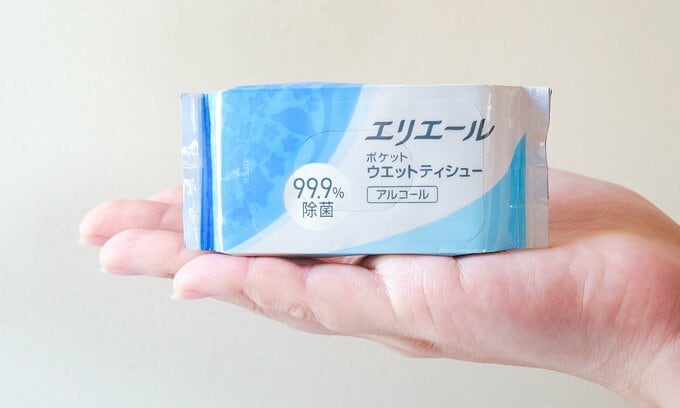 エリエール
ポケット
ウエットティシュー
アルコール
99.9%
除菌
OPEN